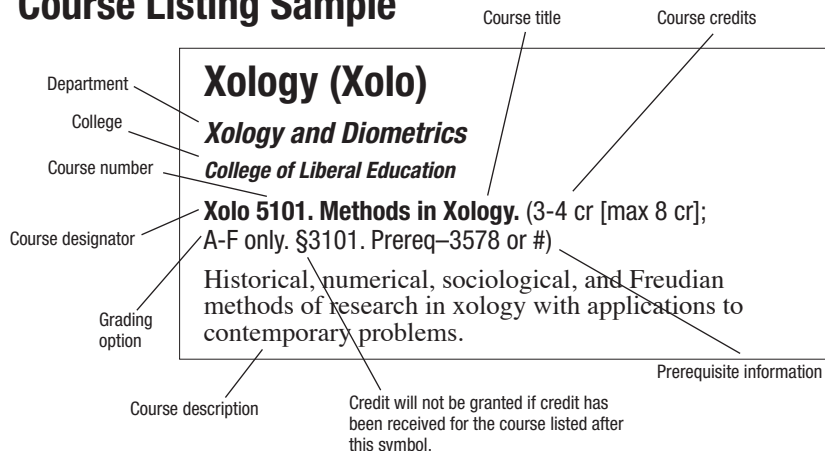 Course Listing Sample
Course title
Course credits
Department
College
Course number
Course designator
Grading
option
Xology (Xolo)
Xology and Diometrics
College of Liberal Education
Xolo 5101. Methods in Xology. (3-4 cr [max 8 cr];
A-F only. §3101. Prereq–3578 or #)
Historical, numerical, sociological, and Freudian
methods of research in xology with applications to
contemporary problems.
Prerequisite information
Course description
Credit will not be granted if credit has
been received for the course listed after
this symbol.